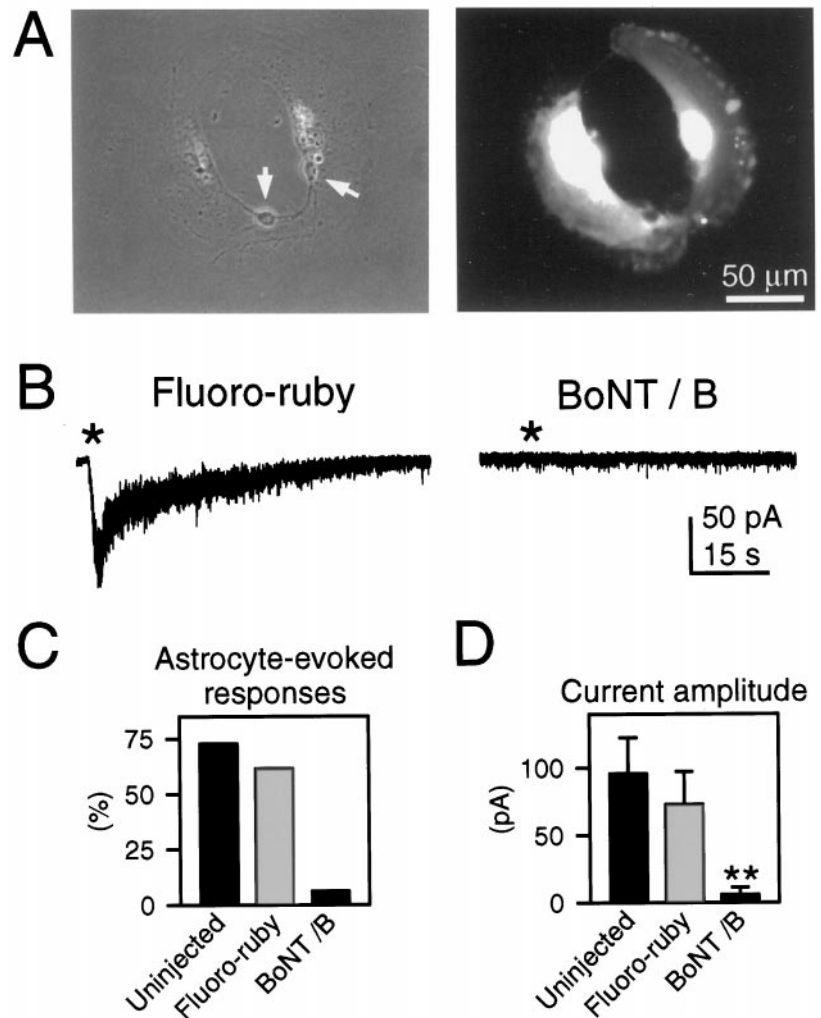 A
50 μm
B
Fluoro-ruby
BoNT / B
*
*
50 pA
15 s
C
Astrocyte-evoked
responses
75
50
25
0
(%)
Uninjected
Fluoro-ruby
BoNT /B
D
Current amplitude
100
50
0
(pA)
**
Uninjected
Fluoro-ruby
BoNT /B